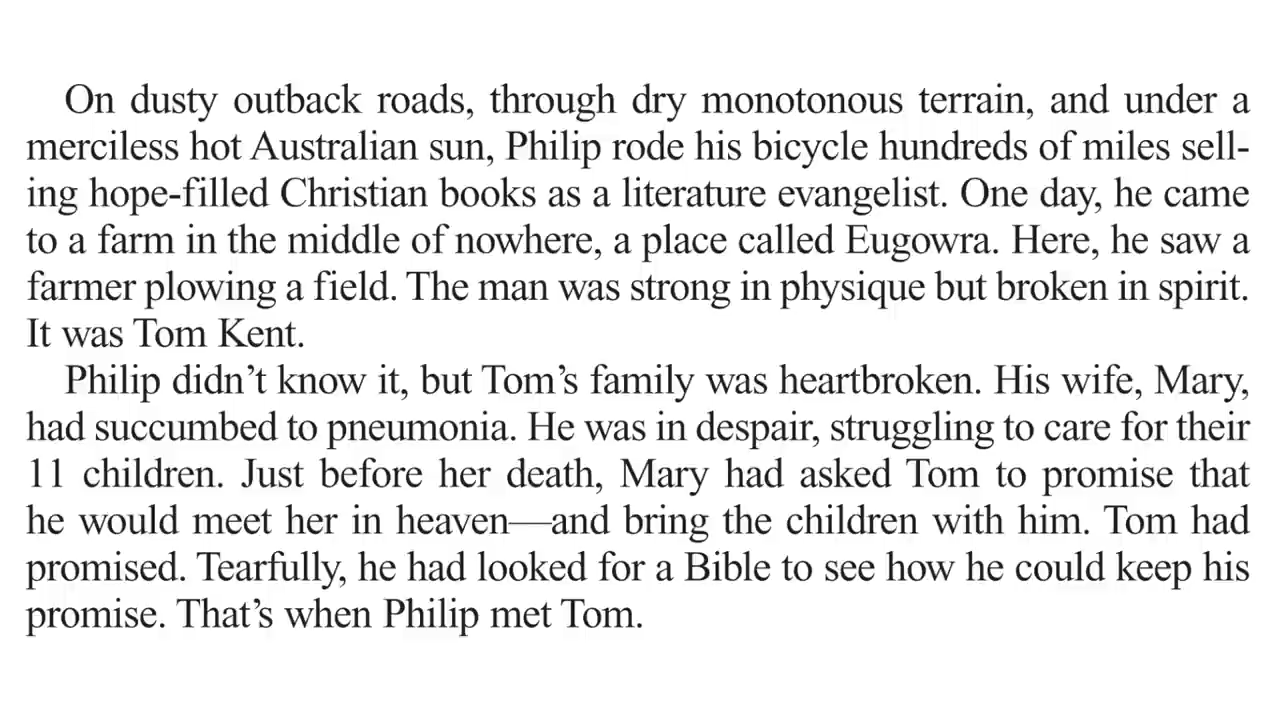 On dusty outback roads, through dry monotonous terrain, and under a
merciless hot Australian sun, Philip rode his bicycle hundreds of miles sell-
ing hope-filled Christian books as a literature evangelist. One day, he came
to a farm in the middle of nowhere, a place called Eugowra. Here, he saw a
farmer plowing a field. The man was strong in physique but broken in spirit.
It was Tom Kent.
Philip didn’t know it, but Tom’s family was heartbroken. His wife, Mary,
had succumbed to pneumonia. He was in despair, struggling to care for their
11 children. Just before her death, Mary had asked Tom to promise that
he would meet her in heaven—and bring the children with him. Tom had
promised. Tearfully, he had looked for a Bible to see how he could keep his
promise. That’s when Philip met Tom.